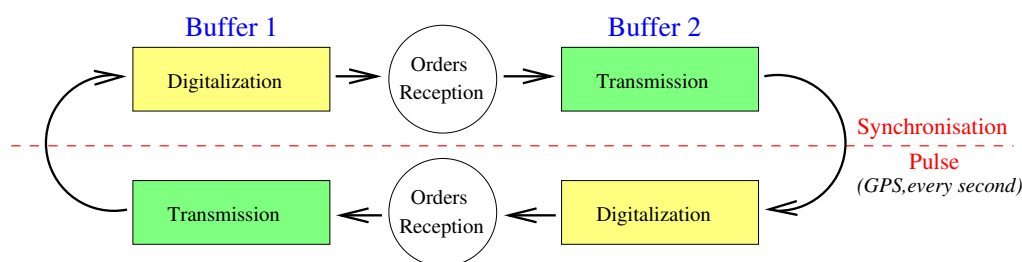 Buffer 1
Buffer 2
Digitalization
Orders
Reception
Transmission
Synchronisation
Pulse
(GPS,every second)
Transmission
Orders
Reception
Digitalization